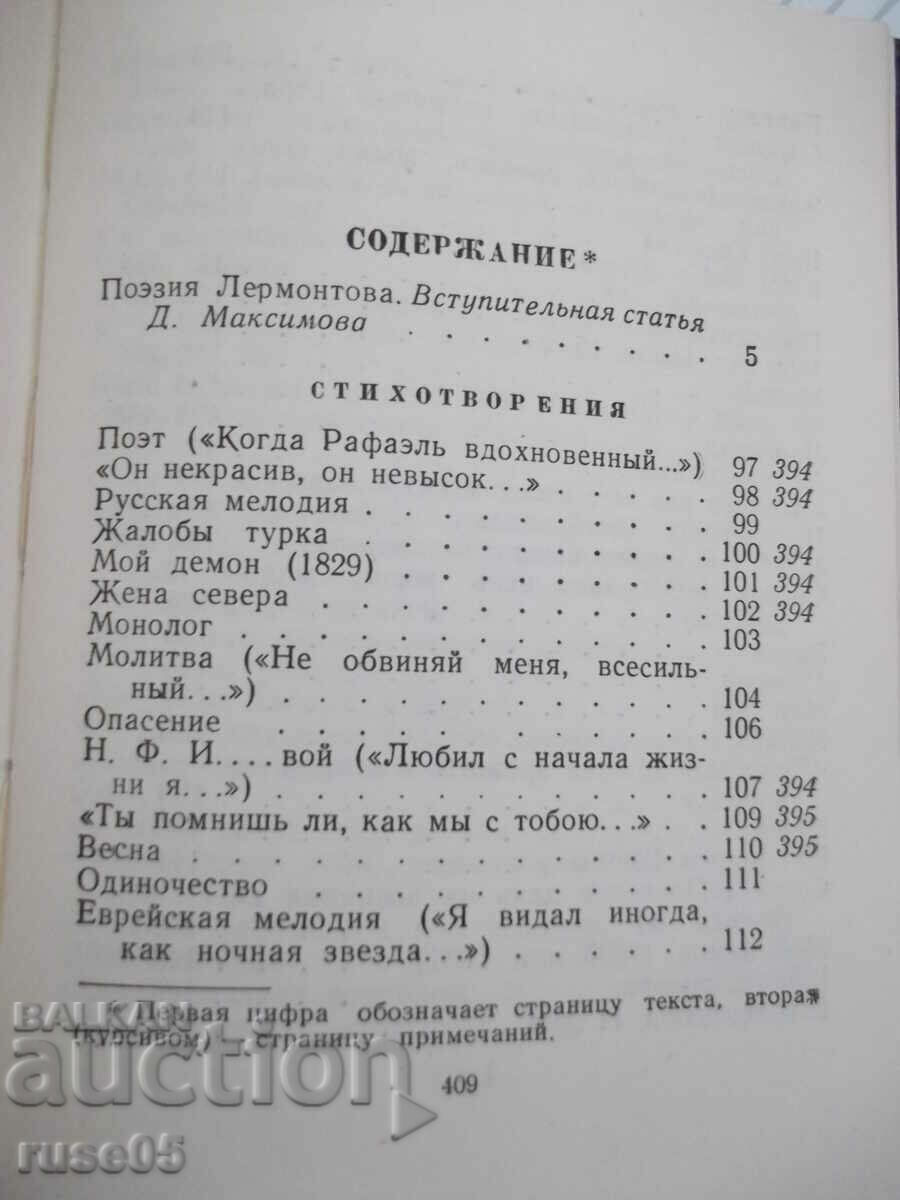 СОДЕРЖАНИЕ*
Поэзия Лермонтова. Вступительная статья
Д. Максимова . . . . . . . . 5
СТИХОТВОРЕНИЯ
Поэт («Когда Рафаэль вдохновенный...») 97 394
«Он некрасив, он невысок...» . . . . . . 98 394
Русская мелодия . . . . . . . . . . . 99
Жалобы турка . . . . . . . . . . . 100 394
Мой демон (1829) . . . . . . . . . 101 394
Жена севера . . . . . . . . . . . . 102 394
Монолог . . . . . . . . . . . . . . 103
Молитва («Не обвиняй меня, всесиль-
ный...») . . . . . . . . . . . . . 104
Опасение . . . . . . . . . . . . . 106
Н. Ф. И....вой («Любил с начала жиз-
ни я...») . . . . . . . . . . . . 107 394
«Ты помнишь ли, как мы с тобою...» . . 109 395
Весна . . . . . . . . . . . . . . . 110 395
Одиночество . . . . . . . . . . . 111
Еврейская мелодия («Я видал иногда,
как ночная звезда...») . . . . . . 112
* Первая цифра обозначает страницу текста, вторая
(курсивом) — страницу примечаний.
409
BALKAN
auction
ruse05